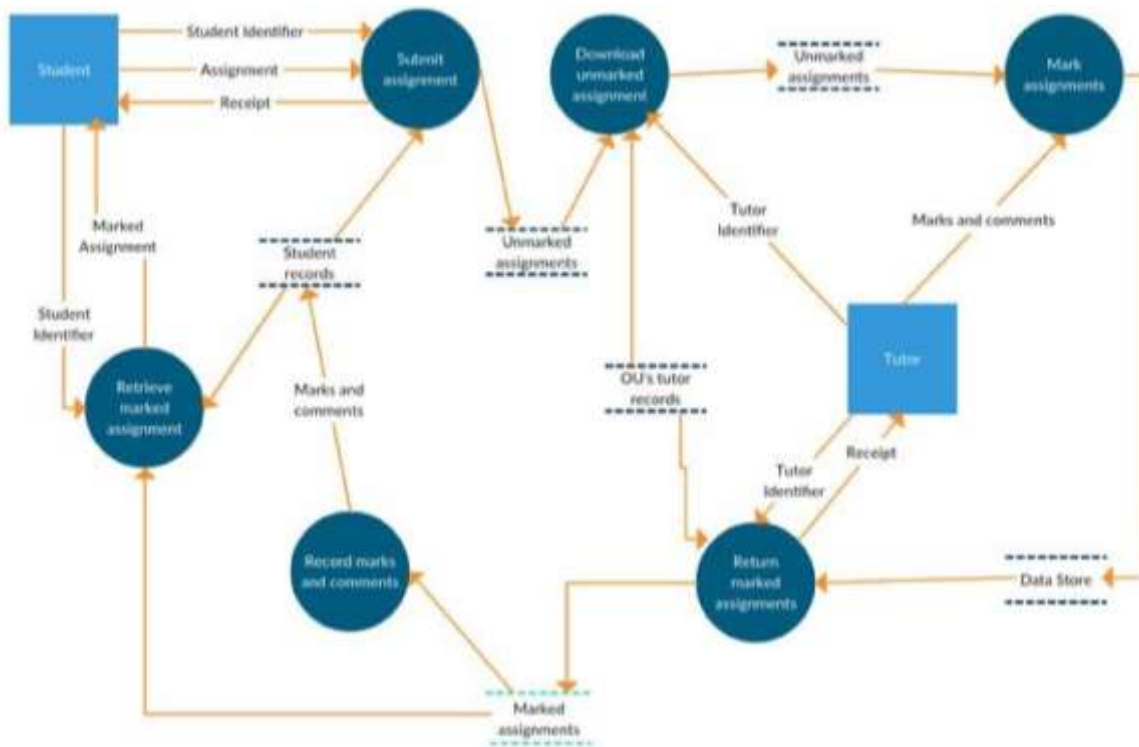 Student
Student Identifier
Assignment
Receipt
Submit
assignment
Download
unmarked
assignment
Unmarked
assignments
Mark
assignments
Marked
Assignment
Student
records
Unmarked
assignments
Tutor
Identifier
Marks and comments
Student
Identifier
Retrieve
marked
assignment
Marks and
comments
OU's tutor
records
Tutor
Receipt
Tutor
Identifier
Record marks
and comments
Return
marked
assignments
Data Store
Marked
assignments